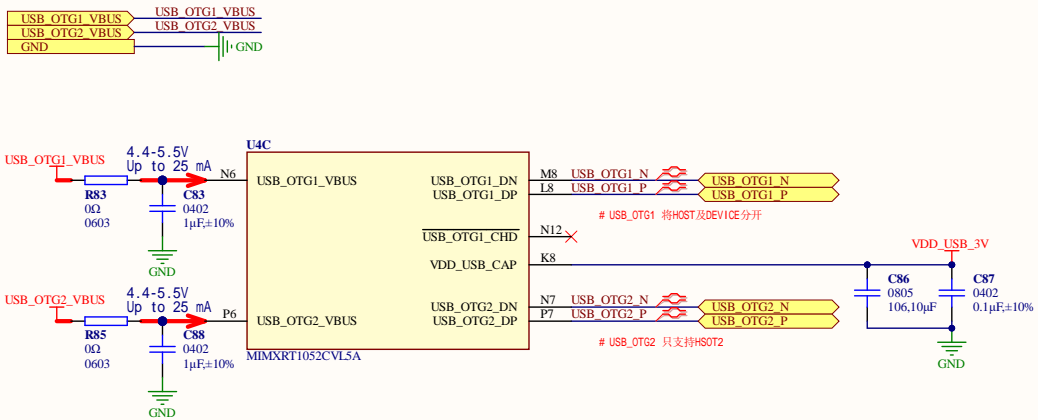 USB_OTG1_VBUS USB_OTG1_VBUS
USB_OTG2_VBUS USB_OTG2_VBUS
GND GND
U4C
USB_OTG1_VBUS
4.4-5.5V
Up to 25 mA
N6
R83
0Ω
0603
C83
0402
1µF,±10%
GND
USB_OTG1_VBUS
USB_OTG1_DN
USB_OTG1_DP
USB_OTG1_CHD
VDD_USB_CAP
M8 USB_OTG1_N USB_OTG1_N
L8 USB_OTG1_P USB_OTG1_P
# USB_OTG1 将HOST及DEVICE分开
N12
K8
VDD_USB_3V
C86
0805
106,10µF
C87
0402
0.1µF,±10%
GND
USB_OTG2_VBUS
4.4-5.5V
Up to 25 mA
P6
R85
0Ω
0603
C88
0402
1µF,±10%
GND
USB_OTG2_VBUS
USB_OTG2_DN
USB_OTG2_DP
N7 USB_OTG2_N USB_OTG2_N
P7 USB_OTG2_P USB_OTG2_P
# USB_OTG2 只支持HSOT2
MIMXRT1052CVL5A